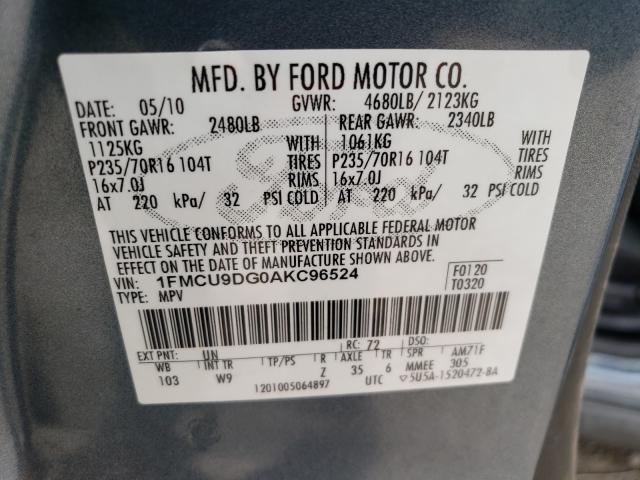 MFD. BY FORD MOTOR CO.
DATE: 05/10 GVWR: 4680LB/ 2123KG
FRONT GAWR: 2480LB REAR GAWR: 2340LB
1125KG WITH 1061KG WITH
P235/70R16 104T TIRES P235/70R16 104T TIRES
16x7.0J RIMS 16x7.0J RIMS
AT 220 kPa/ 32 PSI COLD AT 220 kPa/ 32 PSI COLD
Ford
THIS VEHICLE CONFORMS TO ALL APPLICABLE FEDERAL MOTOR
VEHICLE SAFETY AND THEFT PREVENTION STANDARDS IN
EFFECT ON THE DATE OF MANUFACTURE SHOWN ABOVE.
VIN: 1FMCU9DG0AKC96524 F0120
TYPE: MPV T0320
EXT PNT: UN RC: 72 DSO:
WB INT TR TP/PS R AXLE TR SPR AM71F
103 W9 Z 35 6 MMEE 305
1201005064897 UTC ▽5U5A-1520472-BA